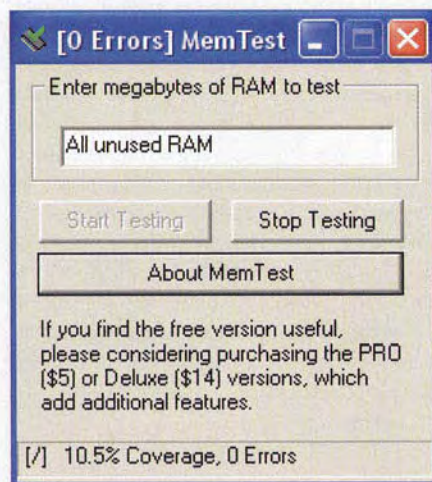 [0 Errors] MemTest
Enter megabytes of RAM to test
All unused RAM
Start Testing
Stop Testing
About MemTest
If you find the free version useful,
please considering purchasing the PRO
($5) or Deluxe ($14) versions, which
add additional features.
[/] 10.5% Coverage, 0 Errors